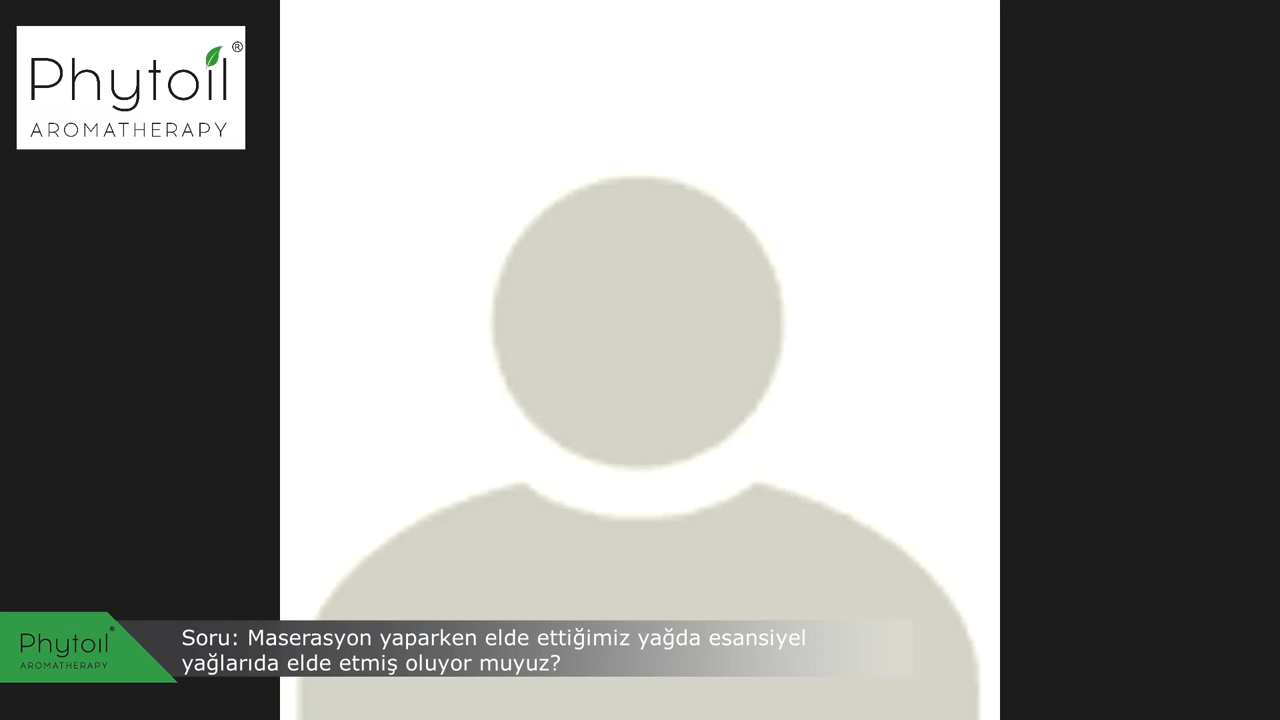 Phytoil®
AROMATHERAPY
Phytoil®
AROMATHERAPY
Soru: Maserasyon yaparken elde ettiğimiz yağda esansiyel
yağlarıda elde etmiş oluyor muyuz?